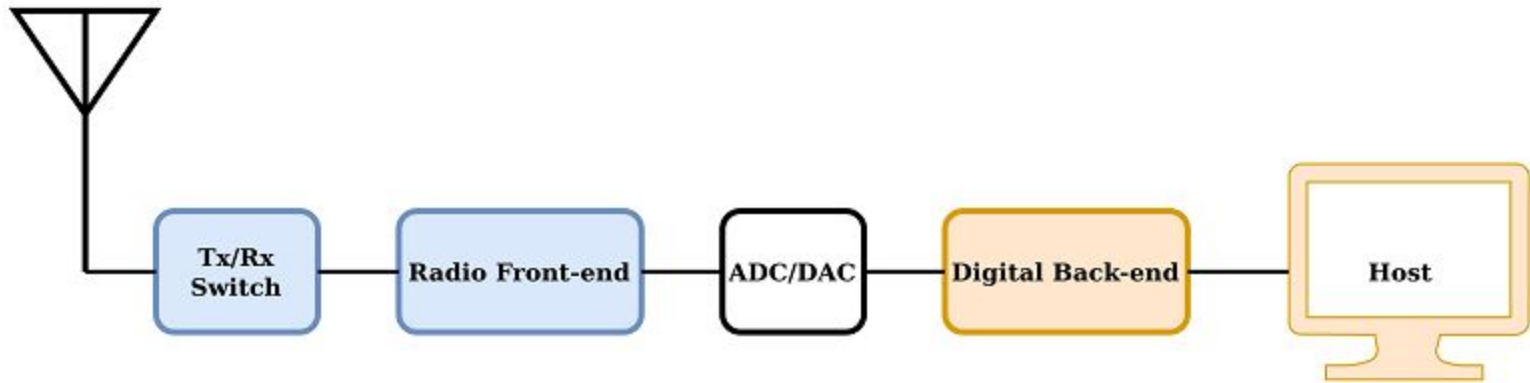 Tx/Rx
Switch
Radio Front-end
ADC/DAC
Digital Back-end
Host